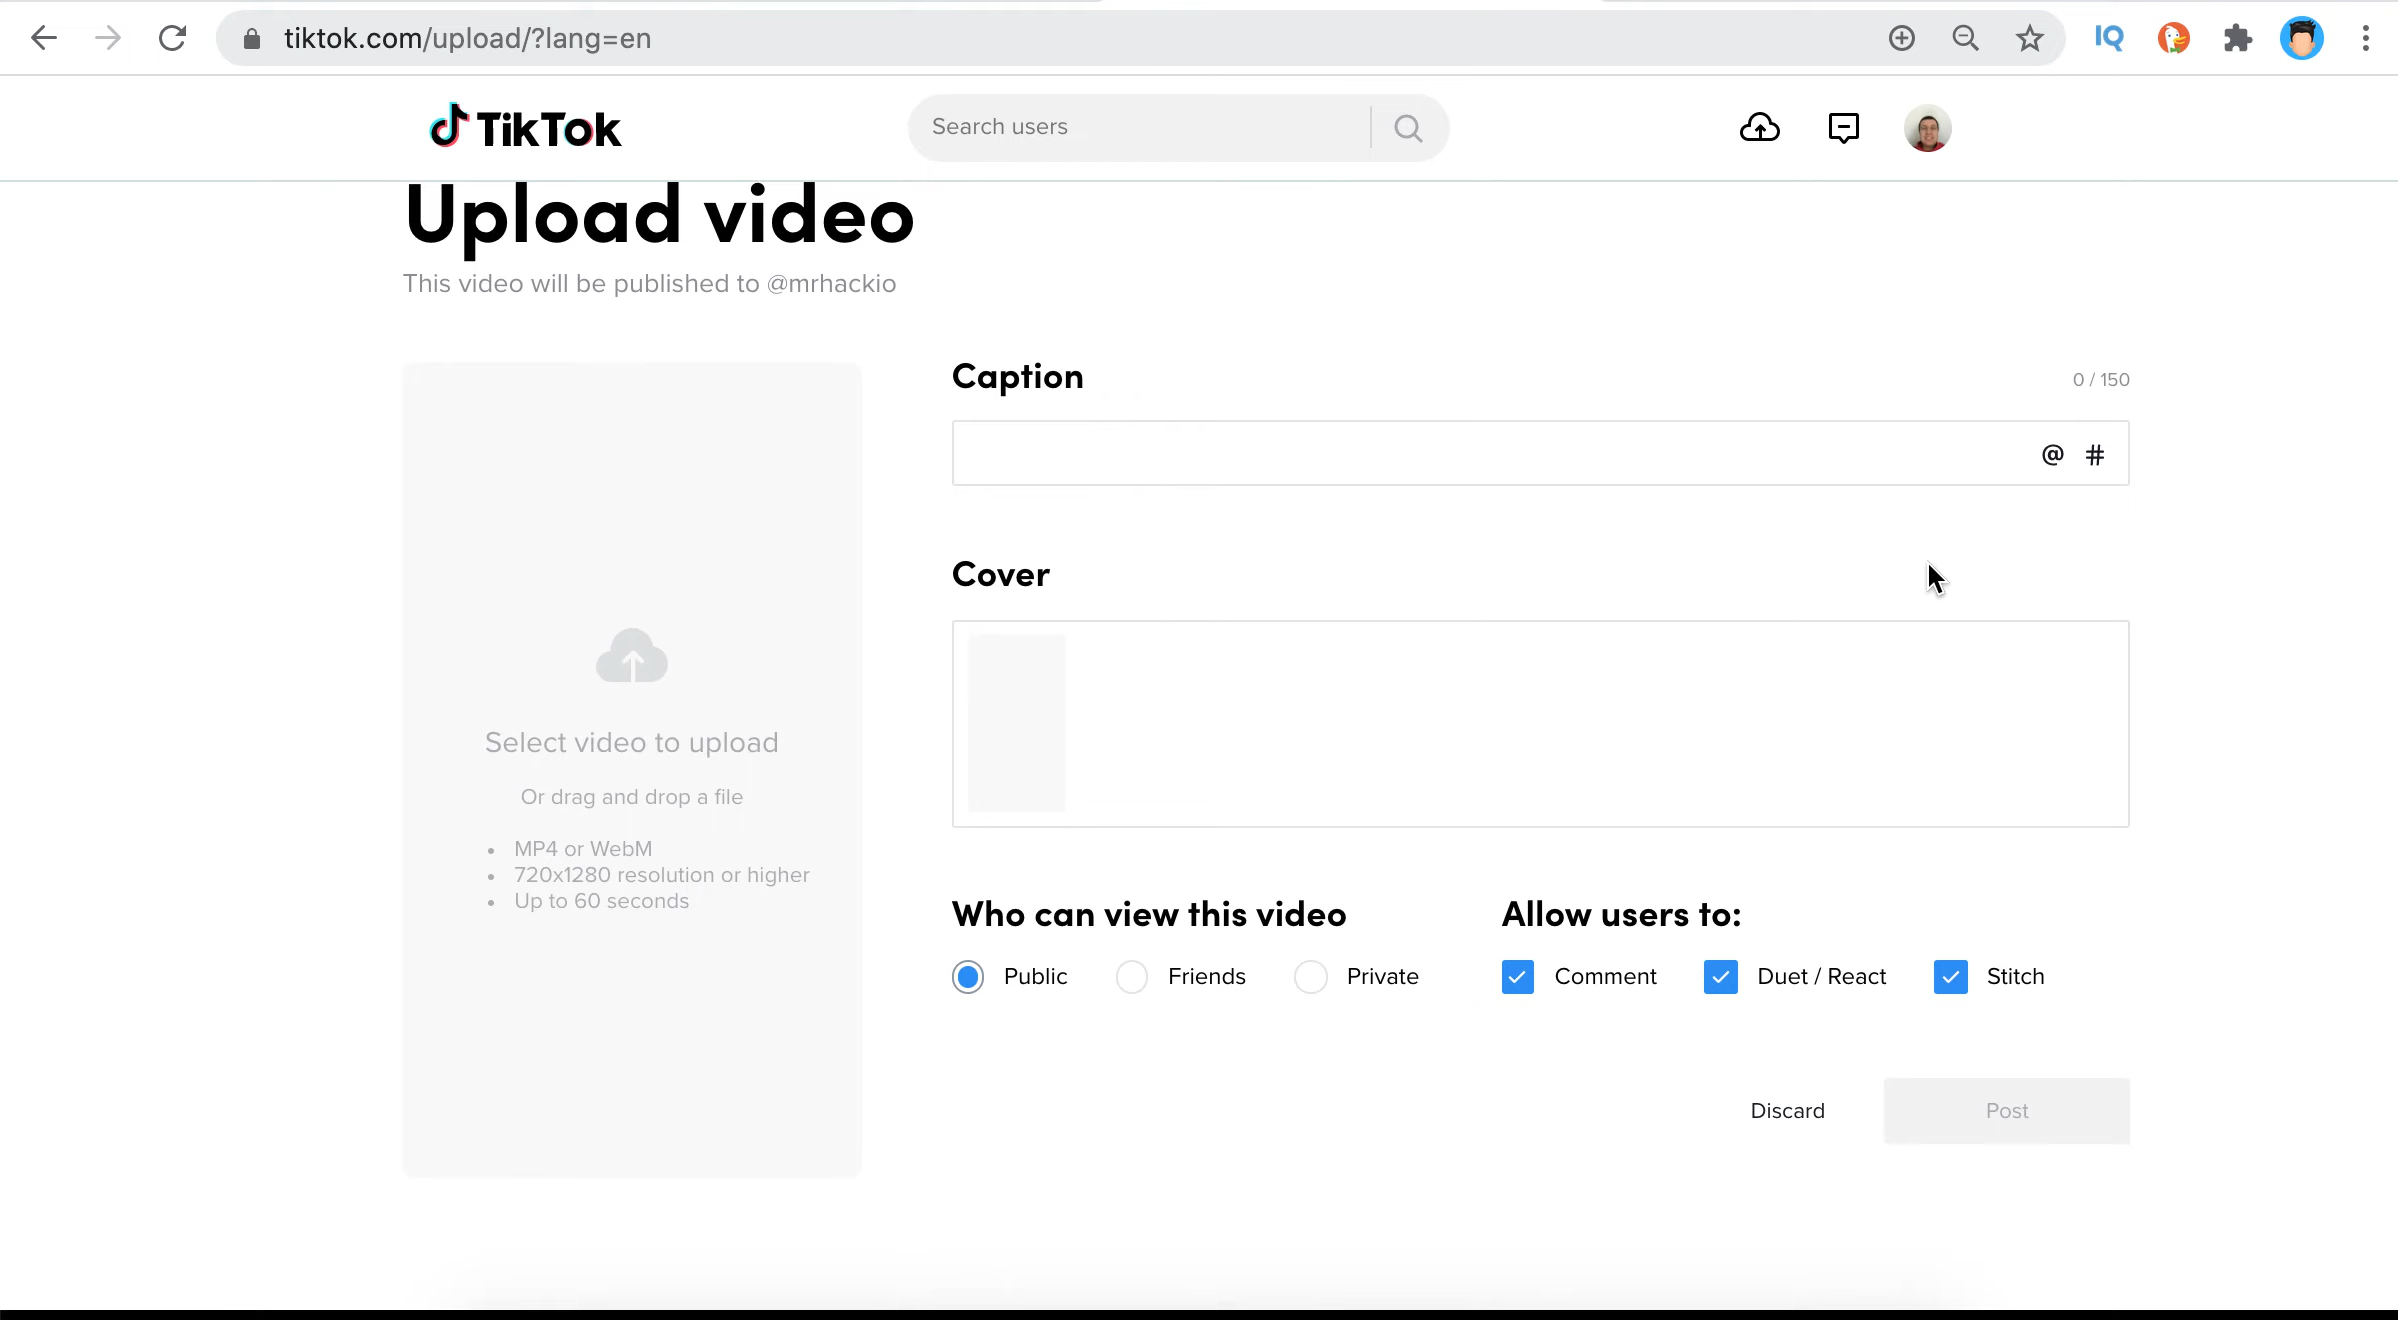 tiktok.com/upload/?lang=en
IQ
TikTok
Search users
Upload video
This video will be published to @mrhackio
Caption
0 / 150
@ #
Cover
Select video to upload
Or drag and drop a file
• MP4 or WebM
• 720x1280 resolution or higher
• Up to 60 seconds
Who can view this video
Public Friends Private
Allow users to:
Comment Duet / React Stitch
Discard Post